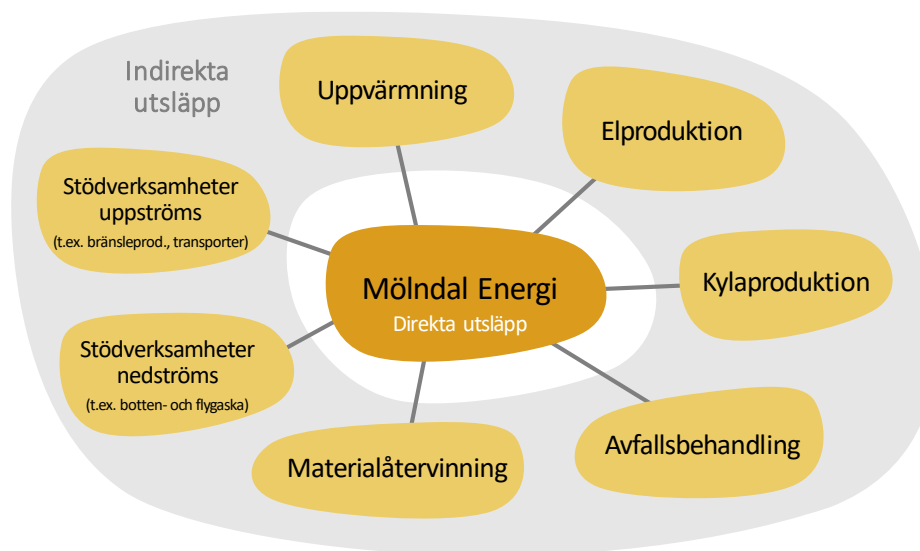 Indirekta
utsläpp
Uppvärmning
Elproduktion
Stödverksamheter
uppströms
(t.ex. bränsleprod., transporter)
Mölndal Energi
Direkta utsläpp
Kylaproduktion
Stödverksamheter
nedströms
(t.ex. botten- och flygaska)
Materialåtervinning
Avfallsbehandling